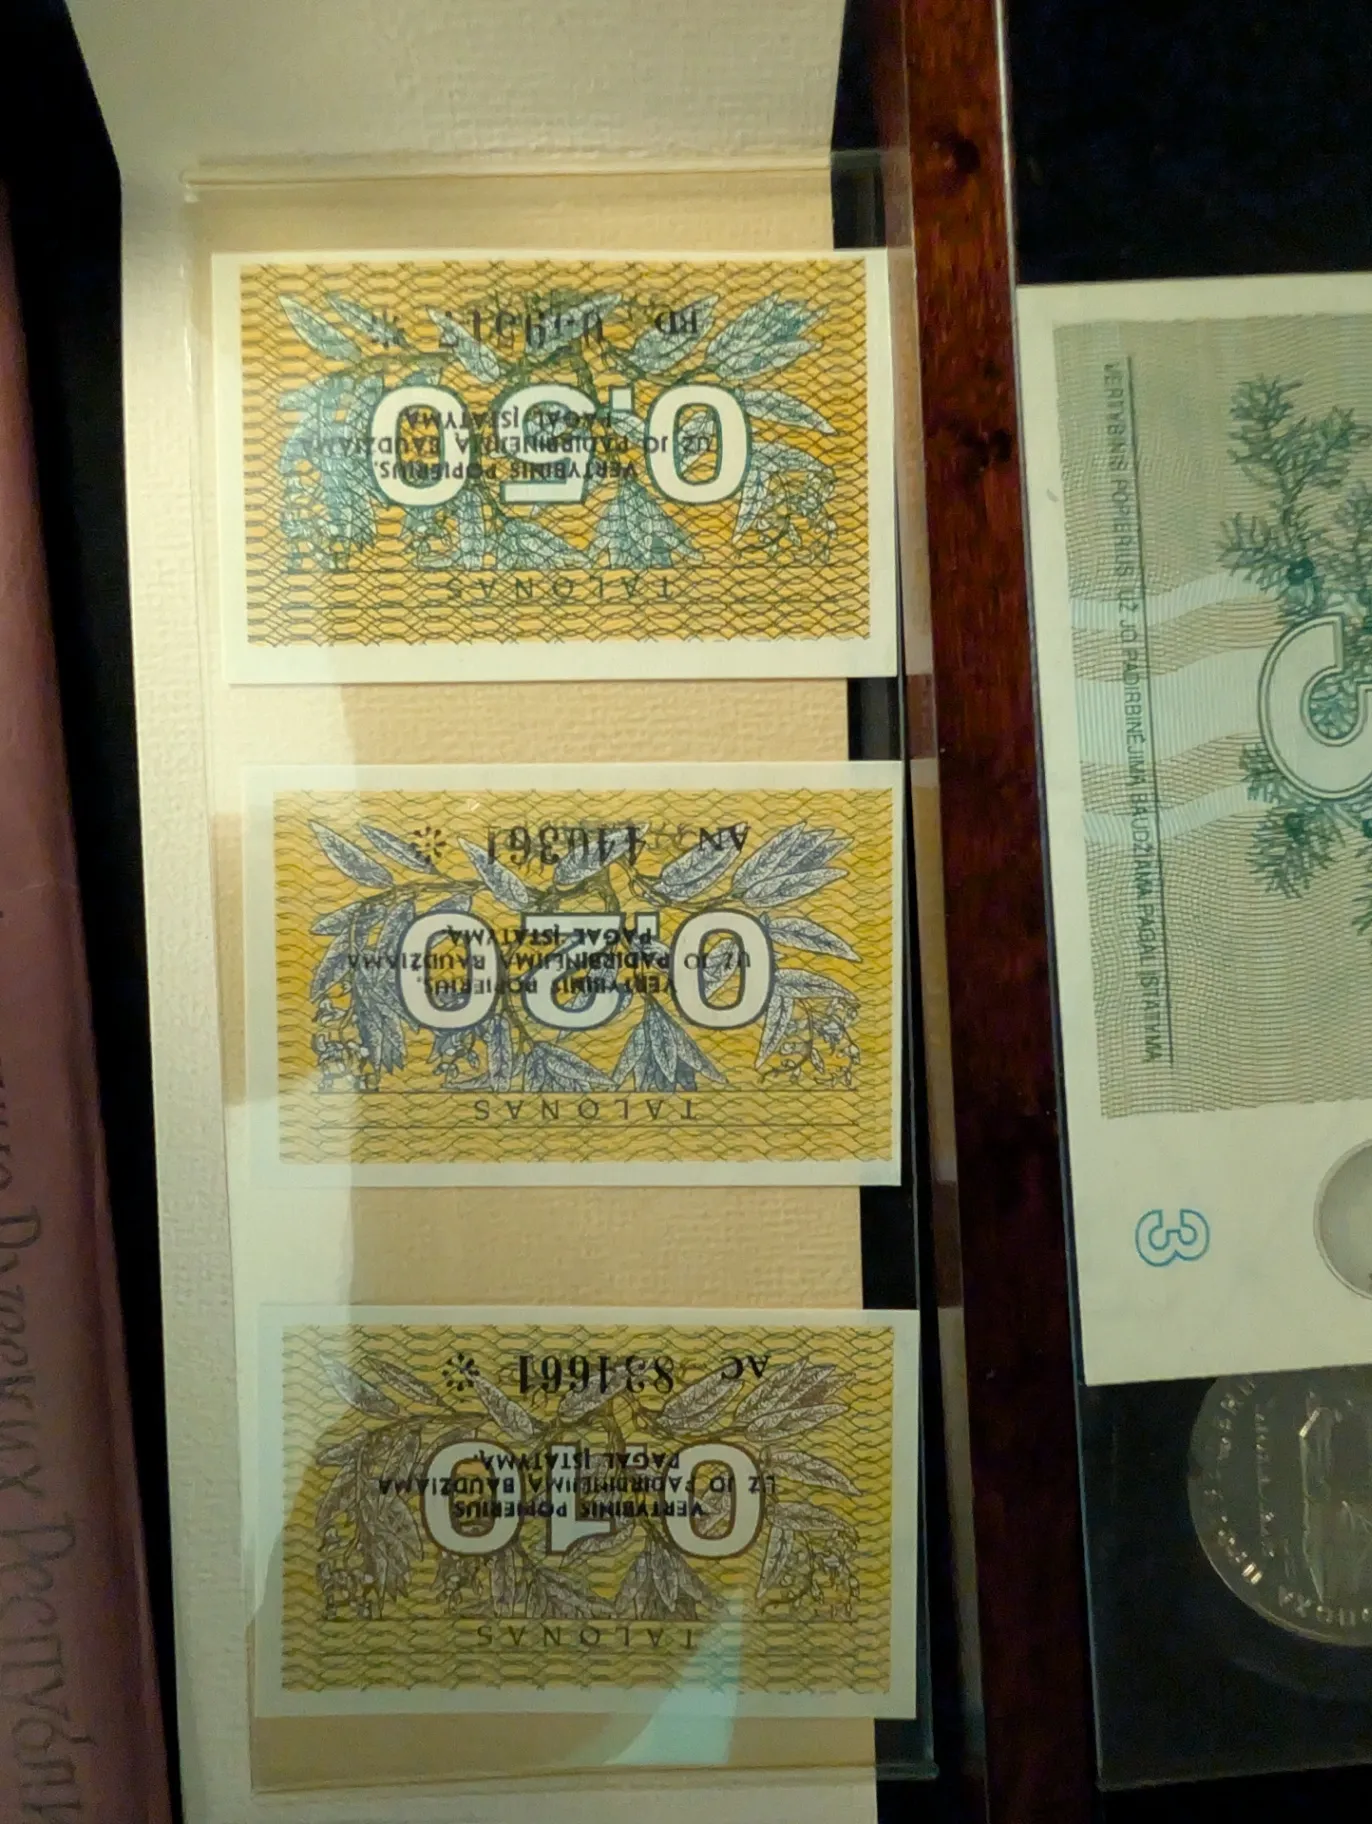 TALONAS
VERTYBINIS POPIERIUS.
UŽ JO PADIRBINĖJIMĄ BAUDŽIAMA
PAGAL ĮSTATYMĄ
0,50
BD
TALONAS
VERTYBINIS POPIERIUS.
UŽ JO PADIRBINĖJIMĄ BAUDŽIAMA
PAGAL ĮSTATYMĄ
0,20
AN
TALONAS
VERTYBINIS POPIERIUS
UŽ JO PADIRBINĖJIMĄ BAUDŽIAMA
PAGAL ĮSTATYMĄ
0,10
AC
VERTYBINIS POPIERIUS. UŽ JO PADIRBINĖJIMĄ BAUDŽIAMA PAGAL ĮSTATYMĄ
3
3